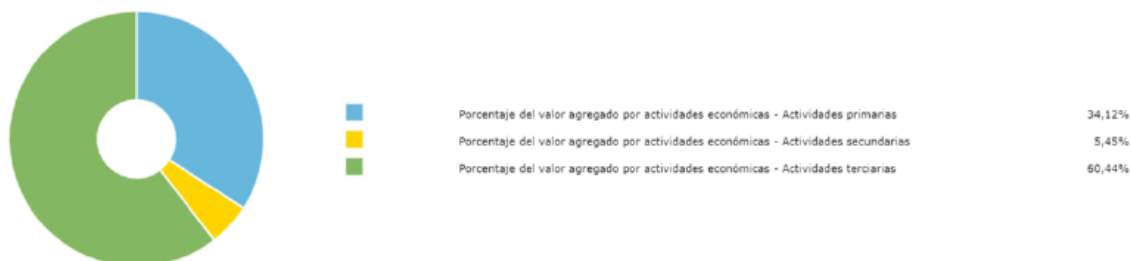 Porcentaje del valor agregado por actividades económicas - Actividades primarias 34,12%
Porcentaje del valor agregado por actividades económicas - Actividades secundarias 5,45%
Porcentaje del valor agregado por actividades económicas - Actividades terciarias 60,44%